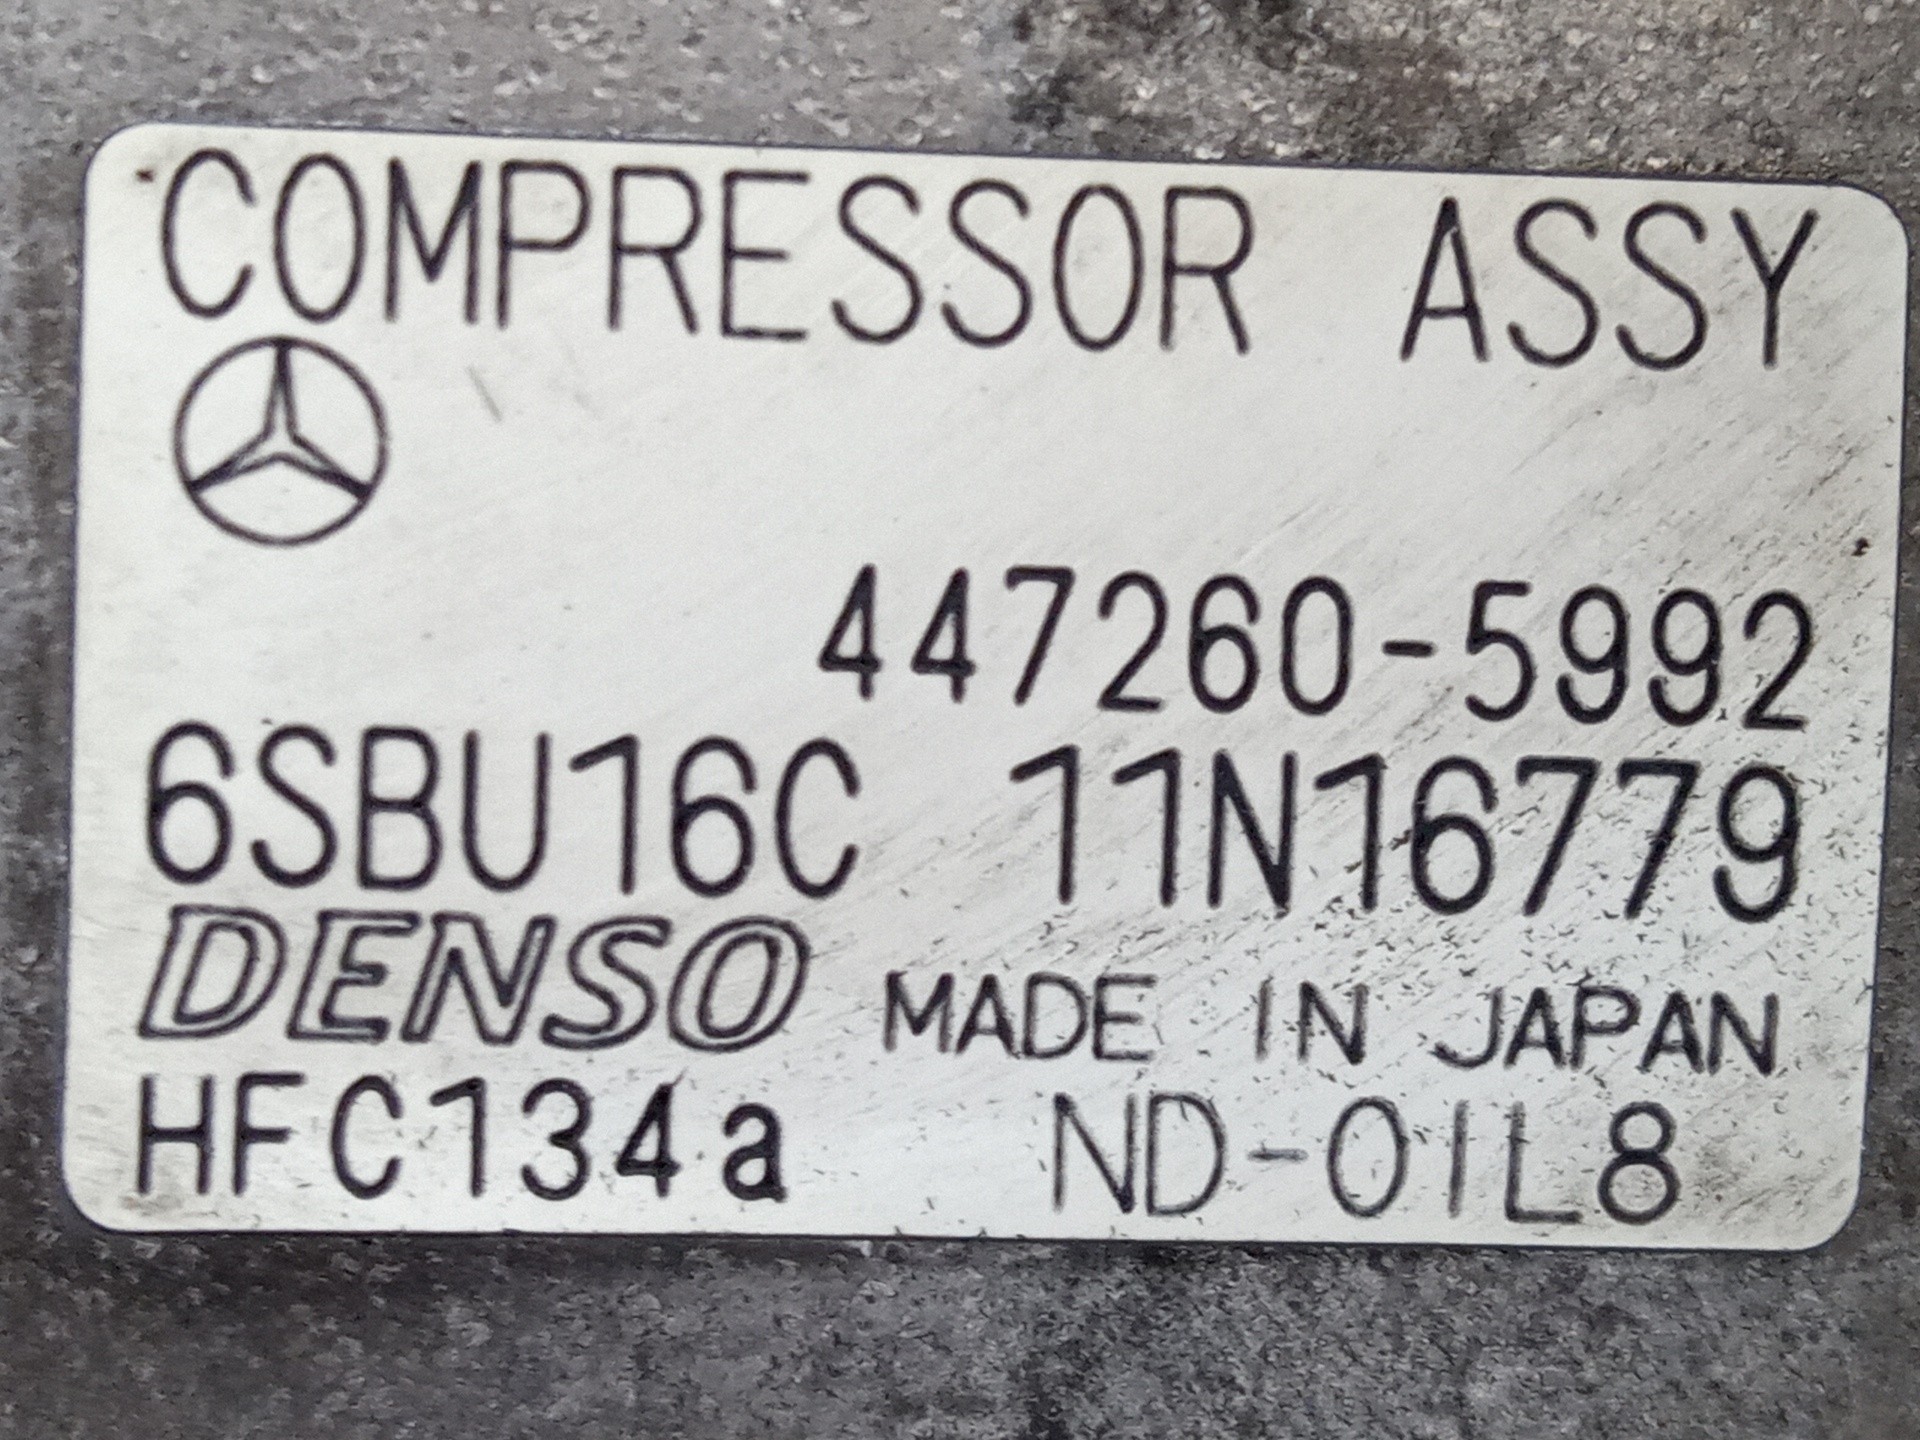 COMPRESSOR ASSY
447260-5992
6SBU16C 11N16779
DENSO MADE IN JAPAN
HFC134a ND-OIL8